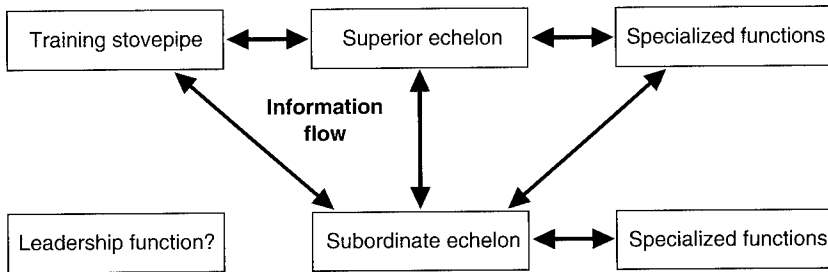 Training stovepipe
Superior echelon
Specialized functions
Information
flow
Leadership function?
Subordinate echelon
Specialized functions